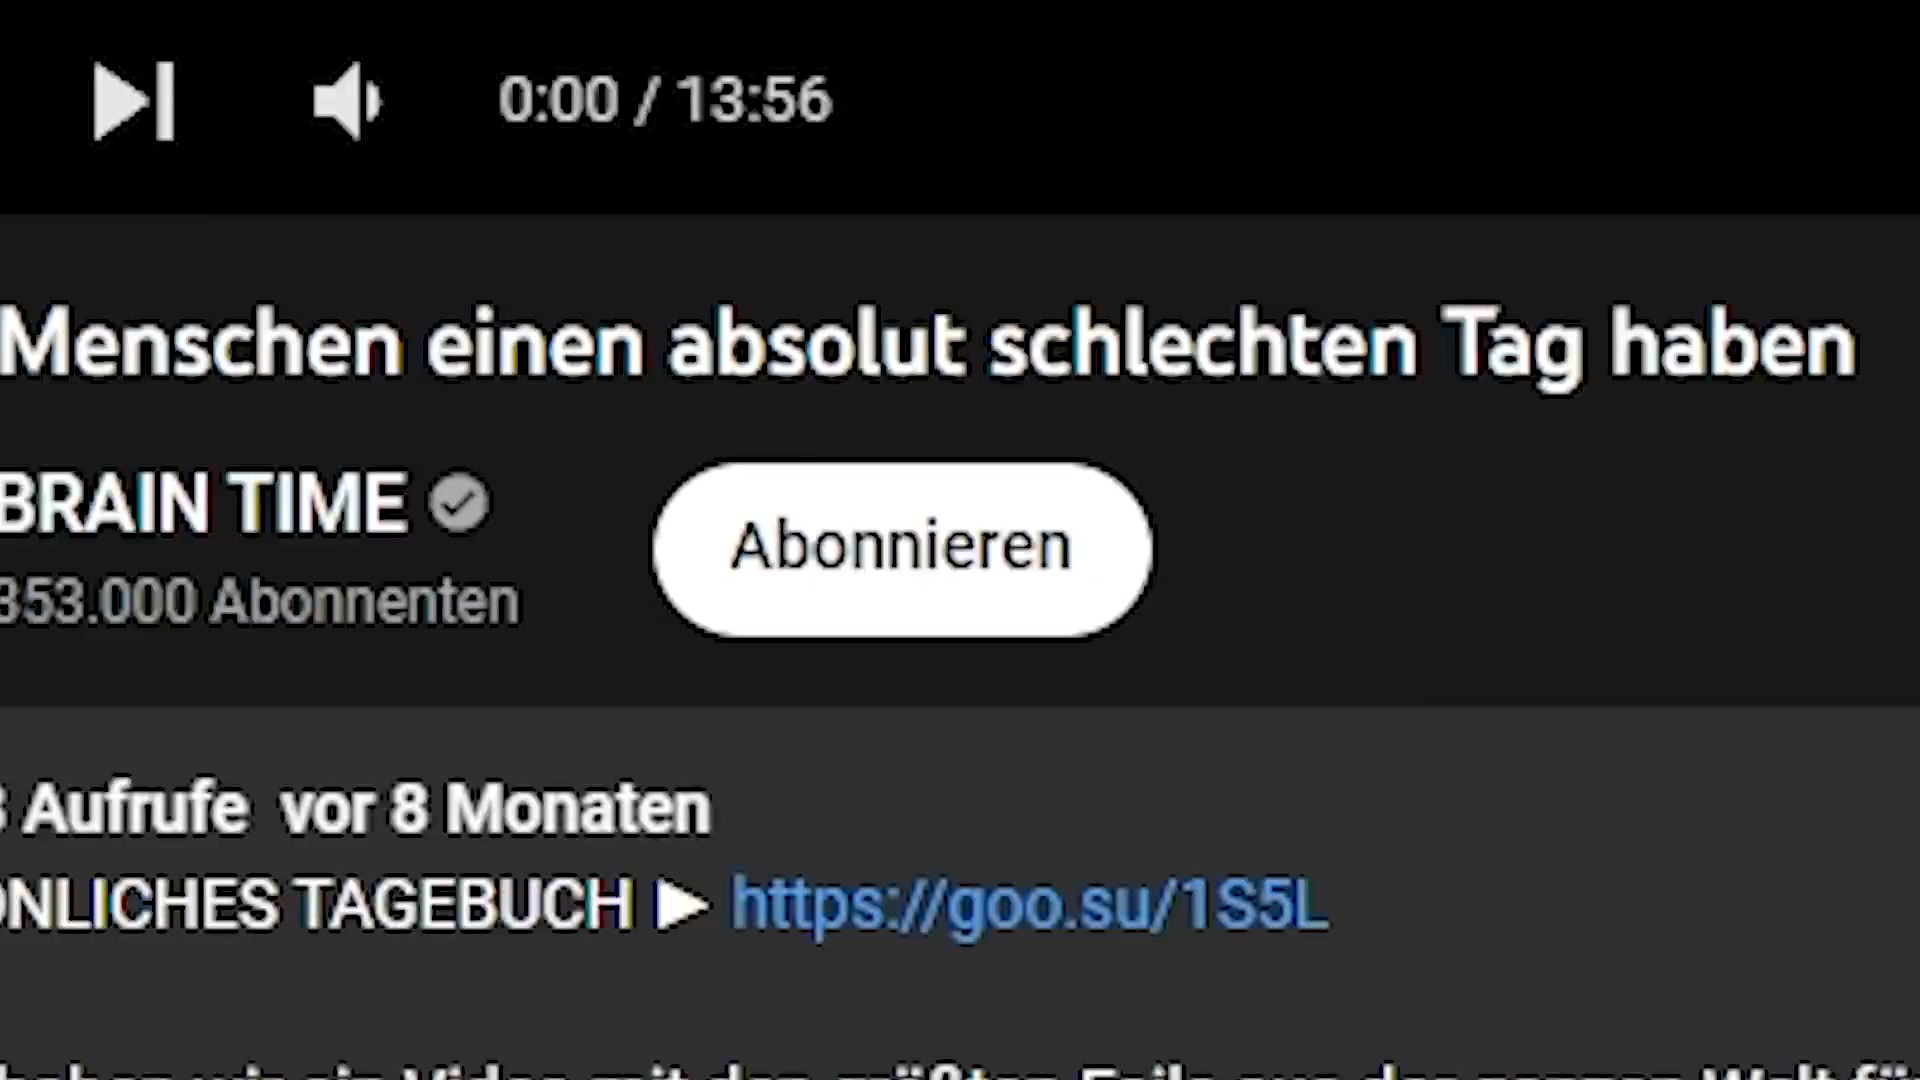 0:00 / 13:56
Menschen einen absolut schlechten Tag haben
BRAIN TIME
Abonnieren
353.000 Abonnenten
Aufrufe vor 8 Monaten
ONLICHES TAGEBUCH ▶ https://goo.su/1S5L